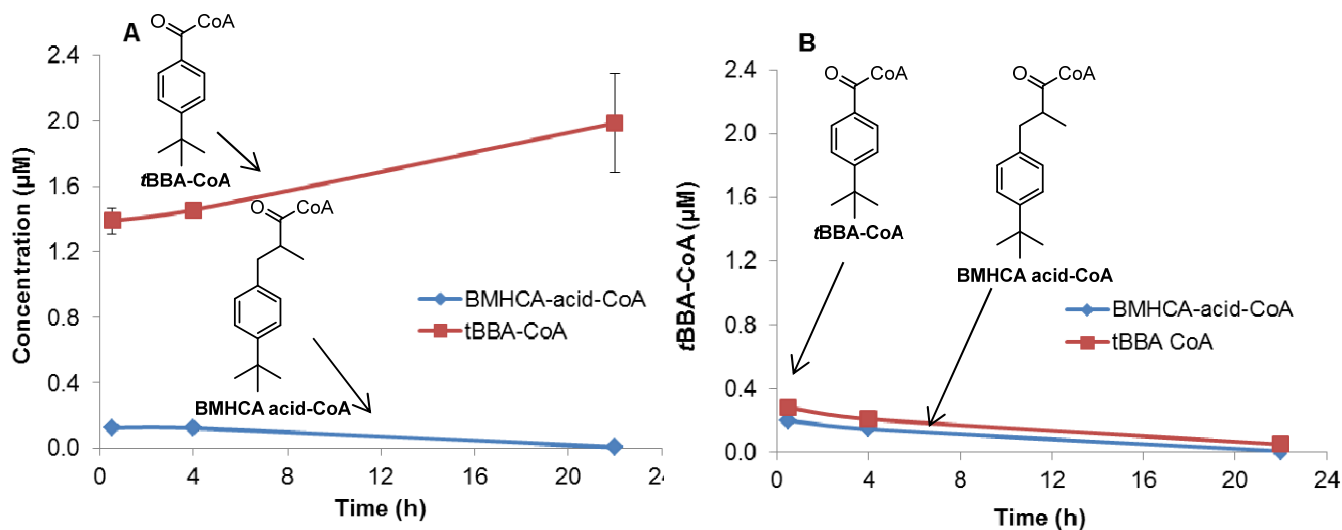 A
O
CoA
tBBA-CoA
O
CoA
BMHCA acid-CoA
BMHCA-acid-CoA
tBBA-CoA
Concentration (µM)
2.4
2.0
1.6
1.2
0.8
0.4
0.0
0
4
8
12
16
20
24
Time (h)
B
O
CoA
tBBA-CoA
O
CoA
BMHCA acid-CoA
BMHCA-acid-CoA
tBBA CoA
tBBA-CoA (µM)
2.4
2.0
1.6
1.2
0.8
0.4
0.0
0
4
8
12
16
20
24
Time (h)